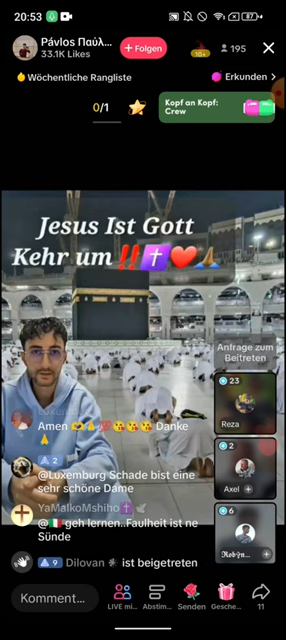 20:53
87
Pávlos Παύλ...
33.1K Likes
+ Folgen
10+
195
Wöchentliche Rangliste
Erkunden >
0/1
Kopf an Kopf:
Crew
Jesus Ist Gott
Kehr um ‼️✝️❤️🙏🏾
Anfrage zum
Beitreten
23
Reza
Amen 🫶🙏💯😘😘😘 Danke
🙏
2
@Luxemburg Schade bist eine
sehr schöne Dame
2
Axel +
YaMalkoMshiho✝️🕊️
@🇮🇹 geh lernen..Faulheit ist ne
Sünde
6
9 Dilovan ist beigetreten
Komment...
LIVE mi...
Abstim...
Senden
Gesche...
11